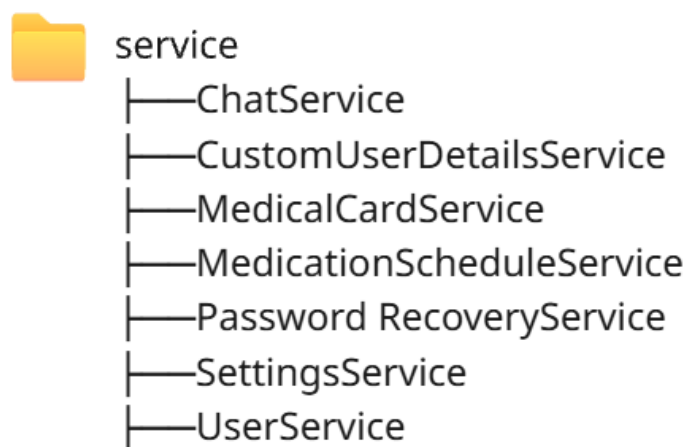 service
├──ChatService
├──CustomUserDetailsService
├──MedicalCardService
├──MedicationScheduleService
├──Password RecoveryService
├──SettingsService
├──UserService